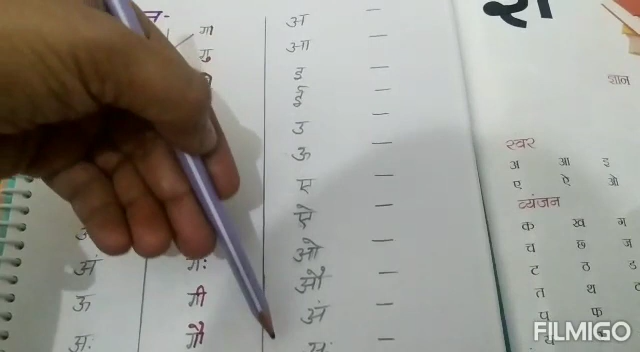 गा
गु
अ –
आ –
इ –
ई –
उ –
ऊ –
ए –
ऐ –
ओ –
औ –
अं –
अः
अं
ऊ
अः
गः
गी
गौ
ज्ञान
स्वर
अ आ इ
ए ऐ ओ
व्यंजन
क ख ग
च छ ज
ट ठ ड
त थ
प फ
FILMIGO